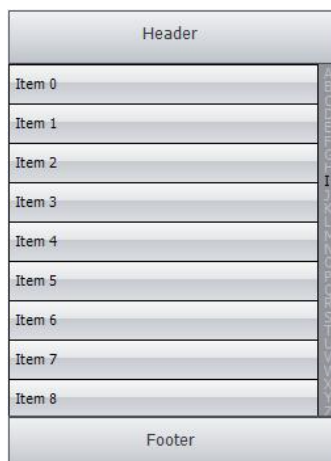 Header
Item 0
Item 1
Item 2
Item 3
Item 4
Item 5
Item 6
Item 7
Item 8
A
B
C
D
E
F
G
H
I
J
K
L
M
N
O
P
Q
R
S
T
U
V
X
Y
Z
Footer